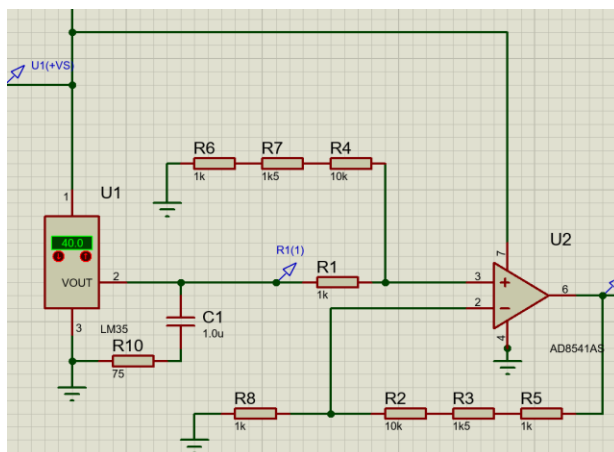 U1(+VS)
R6
1k
R7
1k5
R4
10k
1
U1
40.0
VOUT
2
3
LM35
R1(1)
R1
1k
C1
1.0u
R10
75
7
U2
3
2
6
4
AD8541AS
R8
1k
R2
10k
R3
1k5
R5
1k